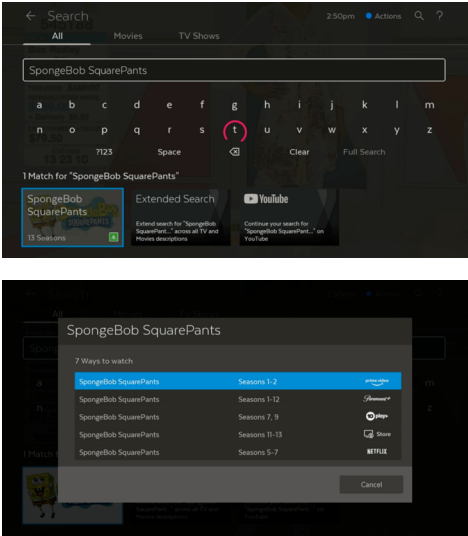 ← Search 2:50pm Actions ?
All Movies TV Shows
SpongeBob SquarePants
a b c d e f g h i j k l m
n o p q r s t u v w x y z
?123 Space Clear Full Search
1 Match for "SpongeBob SquarePants"
SpongeBob
SquarePants
13 Seasons
Extended Search
Extend search for "SpongeBob
SquarePant..." across all TV and
Movies descriptions
YouTube
Continue your search for
"SpongeBob SquarePant..." on
YouTube
SpongeBob SquarePants
7 Ways to watch
SpongeBob SquarePants Seasons 1-2 prime video
SpongeBob SquarePants Seasons 1-12 Paramount+
SpongeBob SquarePants Seasons 7, 9 10 play
SpongeBob SquarePants Seasons 11-13 Store
SpongeBob SquarePants Seasons 5-7 NETFLIX
Cancel